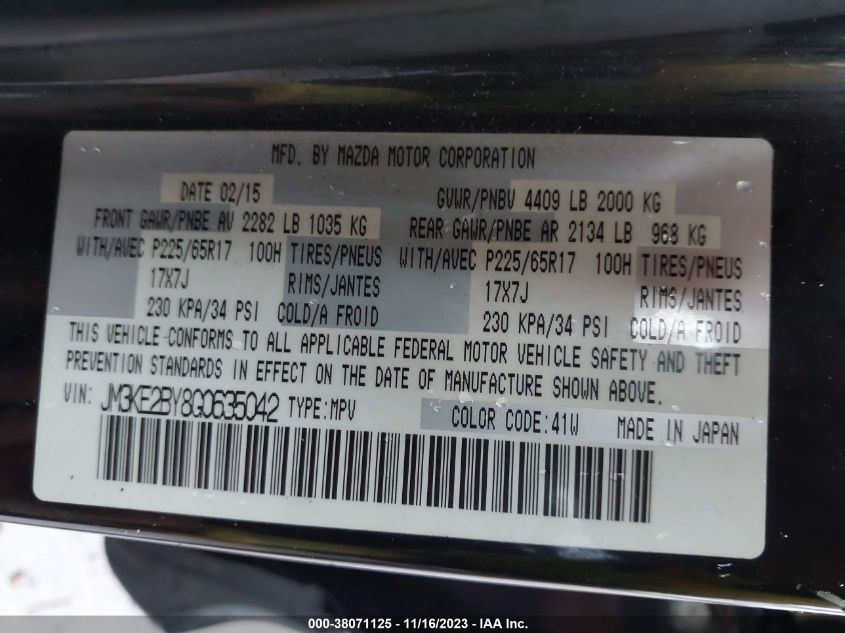 MFD. BY MAZDA MOTOR CORPORATION
DATE 02/15 GVWR/PNBV 4409 LB 2000 KG
FRONT GAWR/PNBE AV 2282 LB 1035 KG REAR GAWR/PNBE AR 2134 LB 968 KG
WITH/AVEC P225/65R17 100H TIRES/PNEUS WITH/AVEC P225/65R17 100H TIRES/PNEUS
17X7J RIMS/JANTES 17X7J RIMS/JANTES
230 KPA/34 PSI COLD/A FROID 230 KPA/34 PSI COLD/A FROID
THIS VEHICLE CONFORMS TO ALL APPLICABLE FEDERAL MOTOR VEHICLE SAFETY AND THEFT
PREVENTION STANDARDS IN EFFECT ON THE DATE OF MANUFACTURE SHOWN ABOVE.
VIN: JM3KE2BY8G0635042 TYPE:MPV COLOR CODE:41W MADE IN JAPAN
000-38071125 - 11/16/2023 - IAA Inc.